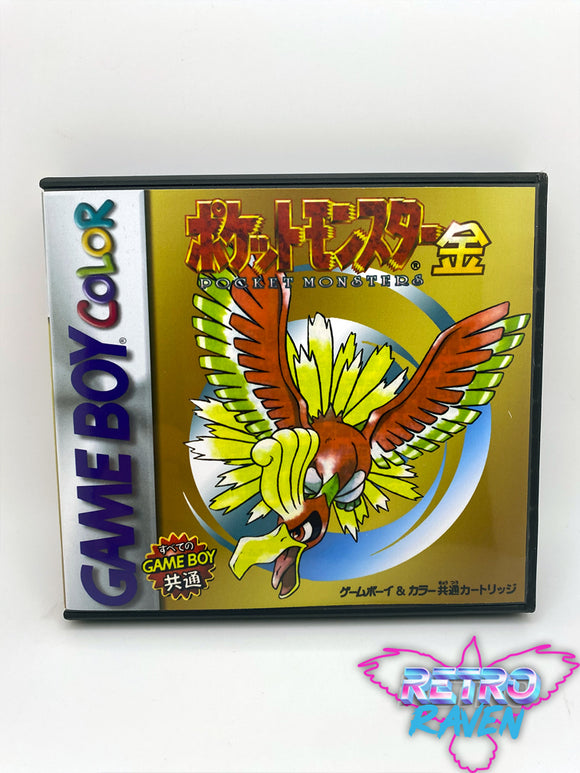 GAME BOY COLOR
ポケットモンスター金
®
POCKET MONSTERS
すべての
GAME BOY
共通
ゲームボーイ & カラー共通カートリッジ
RETRO
RAVEN